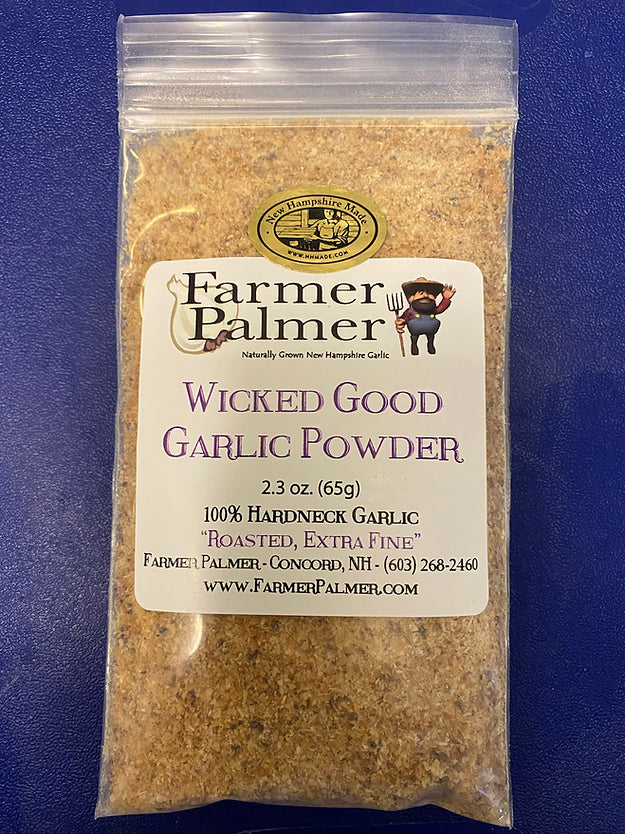 New Hampshire Made
www.NHMADE.com
Farmer
Palmer
Naturally Grown New Hampshire Garlic
Wicked Good
Garlic Powder
2.3 oz. (65g)
100% Hardneck Garlic
“Roasted, Extra Fine”
Farmer Palmer - Concord, NH - (603) 268-2460
www.FarmerPalmer.com